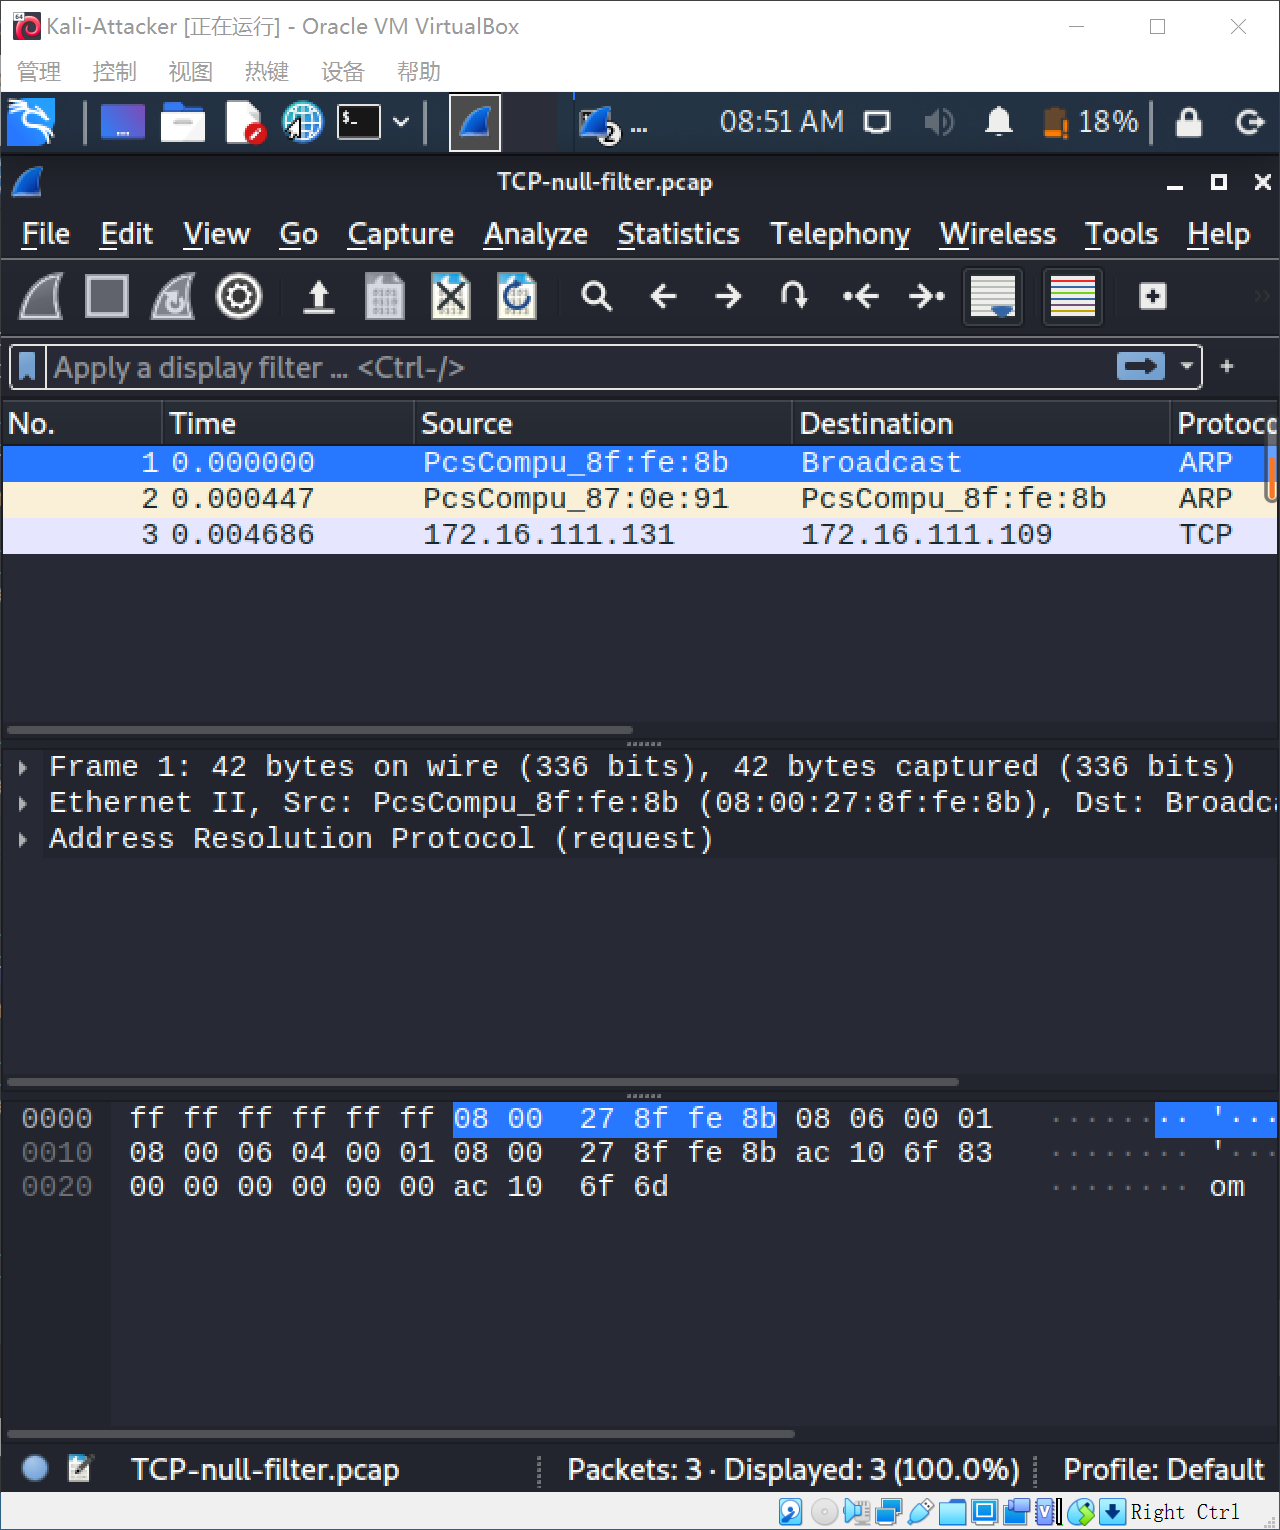 Kali-Attacker [正在运行] - Oracle VM VirtualBox
管理 控制 视图 热键 设备 帮助
08:51 AM 18%
TCP-null-filter.pcap
File Edit View Go Capture Analyze Statistics Telephony Wireless Tools Help
Apply a display filter … <Ctrl-/>
No. Time Source Destination Protoco
1 0.000000 PcsCompu_8f:fe:8b Broadcast ARP
2 0.000447 PcsCompu_87:0e:91 PcsCompu_8f:fe:8b ARP
3 0.004686 172.16.111.131 172.16.111.109 TCP
Frame 1: 42 bytes on wire (336 bits), 42 bytes captured (336 bits)
Ethernet II, Src: PcsCompu_8f:fe:8b (08:00:27:8f:fe:8b), Dst: Broadca
Address Resolution Protocol (request)
0000 ff ff ff ff ff ff 08 00 27 8f fe 8b 08 06 00 01 ········ '···
0010 08 00 06 04 00 01 08 00 27 8f fe 8b ac 10 6f 83 ········ '···
0020 00 00 00 00 00 00 ac 10 6f 6d ········ om
TCP-null-filter.pcap Packets: 3 · Displayed: 3 (100.0%) Profile: Default
Right Ctrl